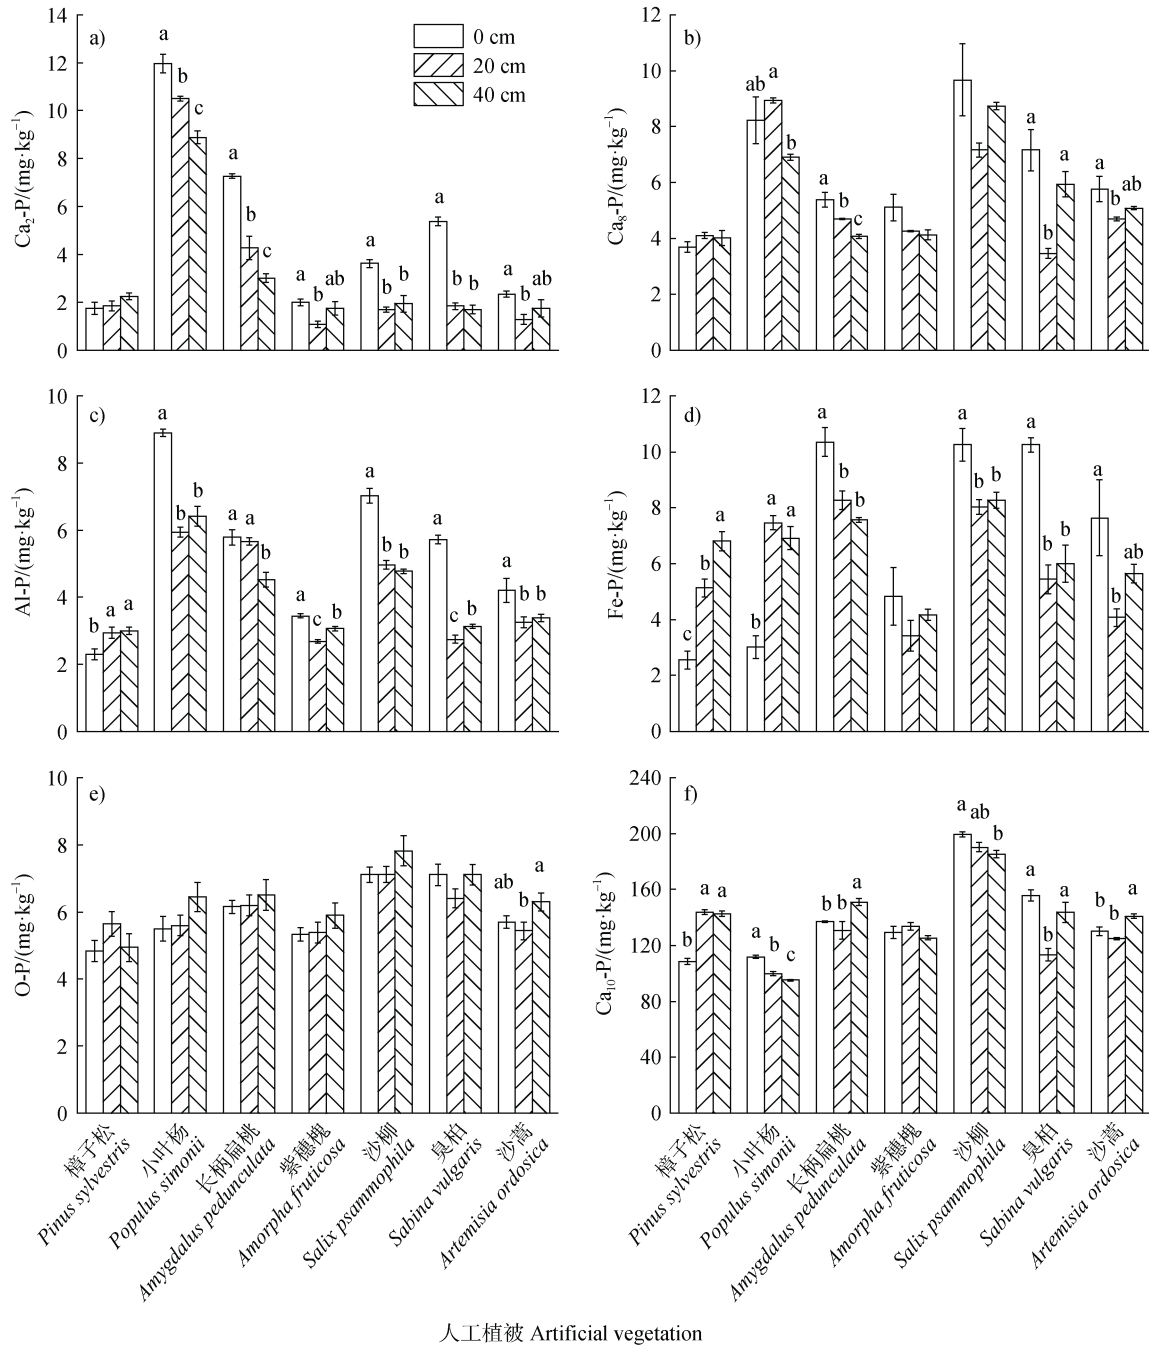 a)
0 cm
20 cm
40 cm
Ca₂-P/(mg·kg⁻¹)
14
12
10
8
6
4
2
0
a b c
a b c
a b ab
a b b
a b b
a b ab
b)
Ca₈-P/(mg·kg⁻¹)
12
10
8
6
4
2
0
ab a b
a b c
a b a
a b ab
c)
Al-P/(mg·kg⁻¹)
10
8
6
4
2
0
b a a
a b b
a a b
a c b
a b b
a c b
a b b
d)
Fe-P/(mg·kg⁻¹)
12
10
8
6
4
2
0
c b a
b a a
a b b
a b b
a b b
a b ab
e)
O-P/(mg·kg⁻¹)
10
8
6
4
2
0
ab b a
f)
Ca₁₀-P/(mg·kg⁻¹)
240
200
160
120
80
40
0
b a a
a b c
b b a
a ab b
a b a
b b a
樟子松
Pinus sylvestris
小叶杨
Populus simonii
长柄扁桃
Amygdalus pedunculata
紫穗槐
Amorpha fruticosa
沙柳
Salix psammophila
臭柏
Sabina vulgaris
沙蒿
Artemisia ordosica
樟子松
Pinus sylvestris
小叶杨
Populus simonii
长柄扁桃
Amygdalus pedunculata
紫穗槐
Amorpha fruticosa
沙柳
Salix psammophila
臭柏
Sabina vulgaris
沙蒿
Artemisia ordosica
人工植被 Artificial vegetation